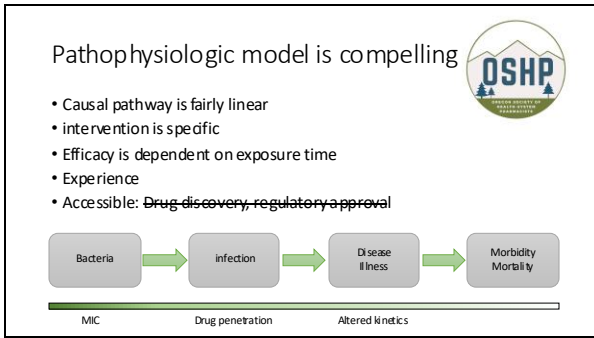 Pathophysiologic model is compelling
OSHP
OREGON SOCIETY OF
HEALTH-SYSTEM
PHARMACISTS
• Causal pathway is fairly linear
• intervention is specific
• Efficacy is dependent on exposure time
• Experience
• Accessible: Drug discovery, regulatory approval
Bacteria
infection
Disease
Illness
Morbidity
Mortality
MIC
Drug penetration
Altered kinetics